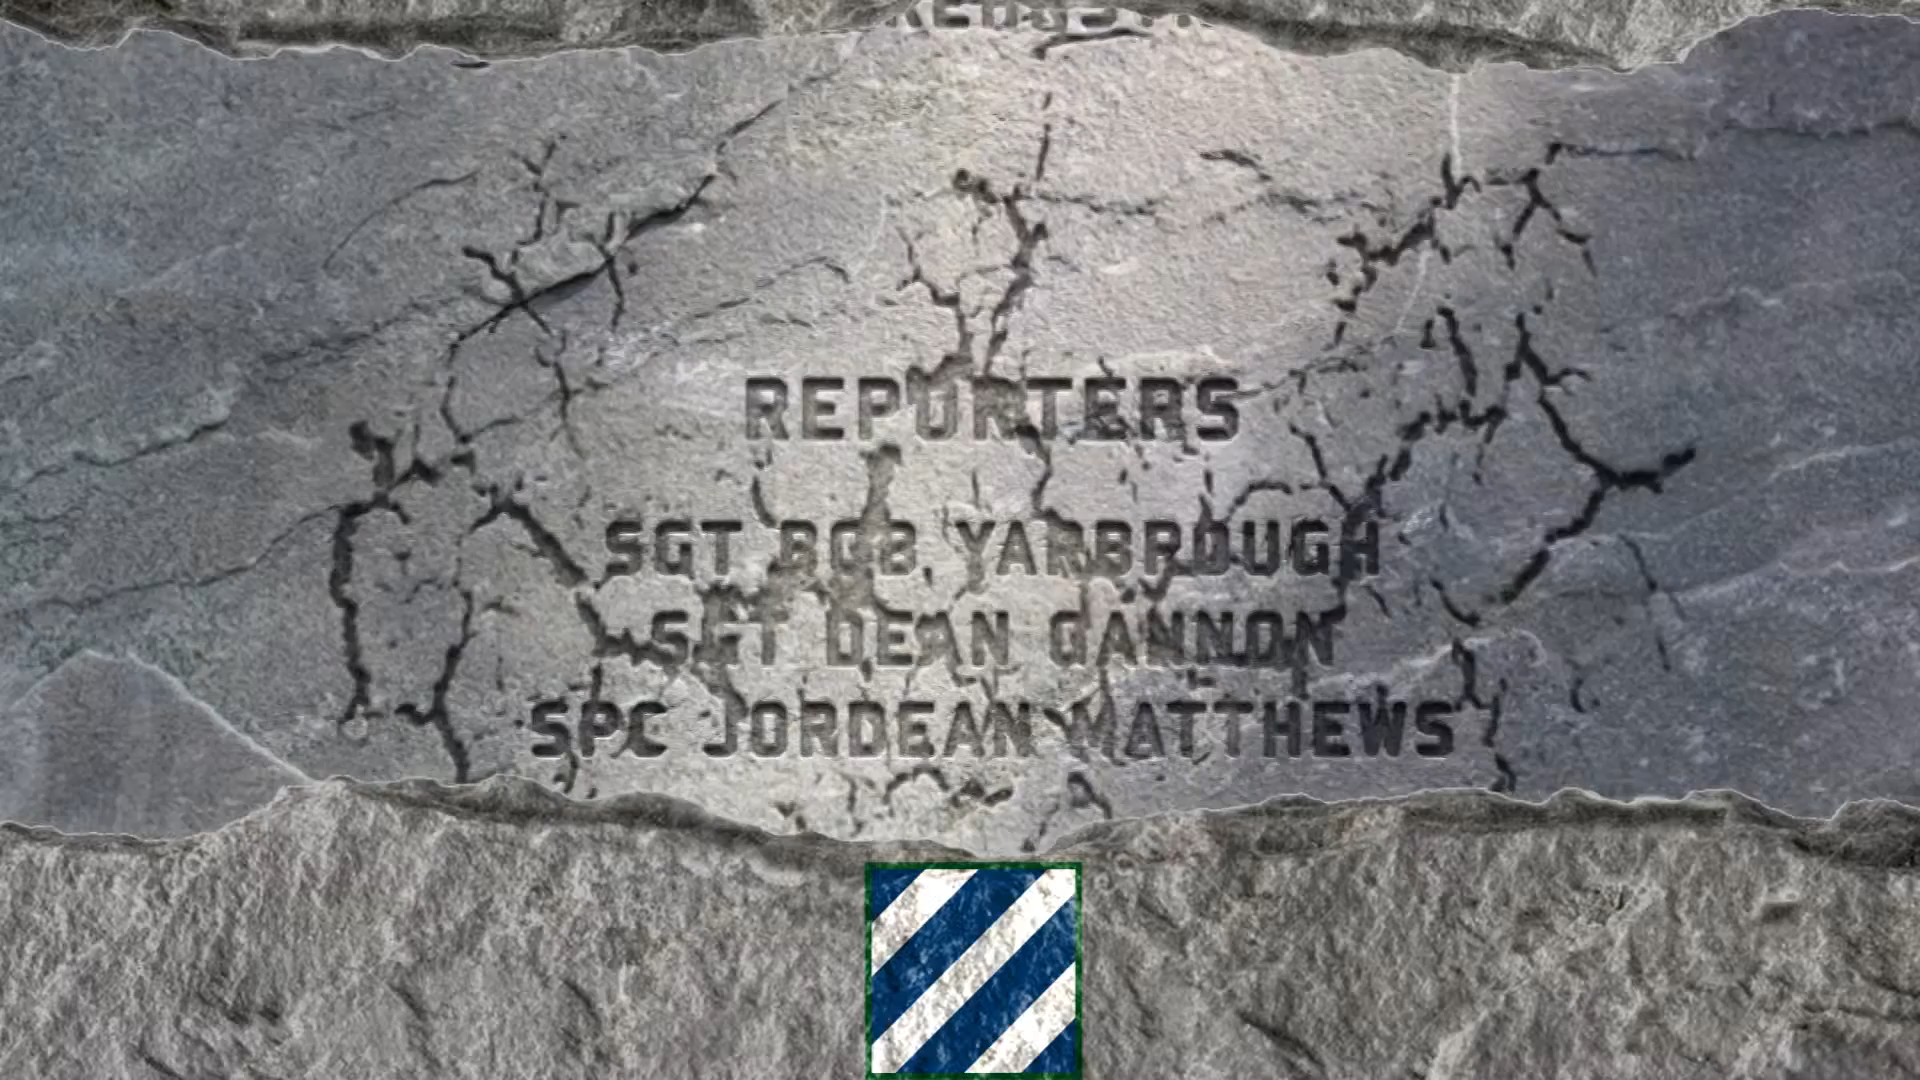 REPORTERS
SGT BOB YARBROUGH
SGT DEAN GANNON
SPC JORDEAN MATTHEWS